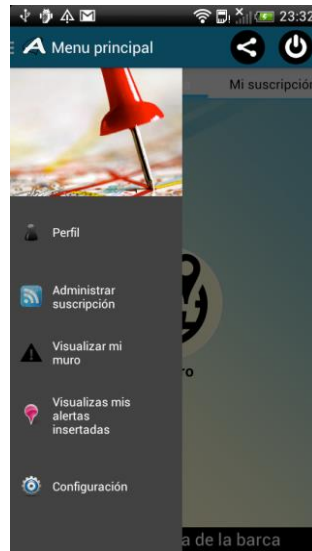 23:32
Menu principal
Mi suscripción
Perfil
Administrar
suscripción
Visualizar mi
muro
ro
Visualizas mis
alertas
insertadas
Configuración
a de la barca